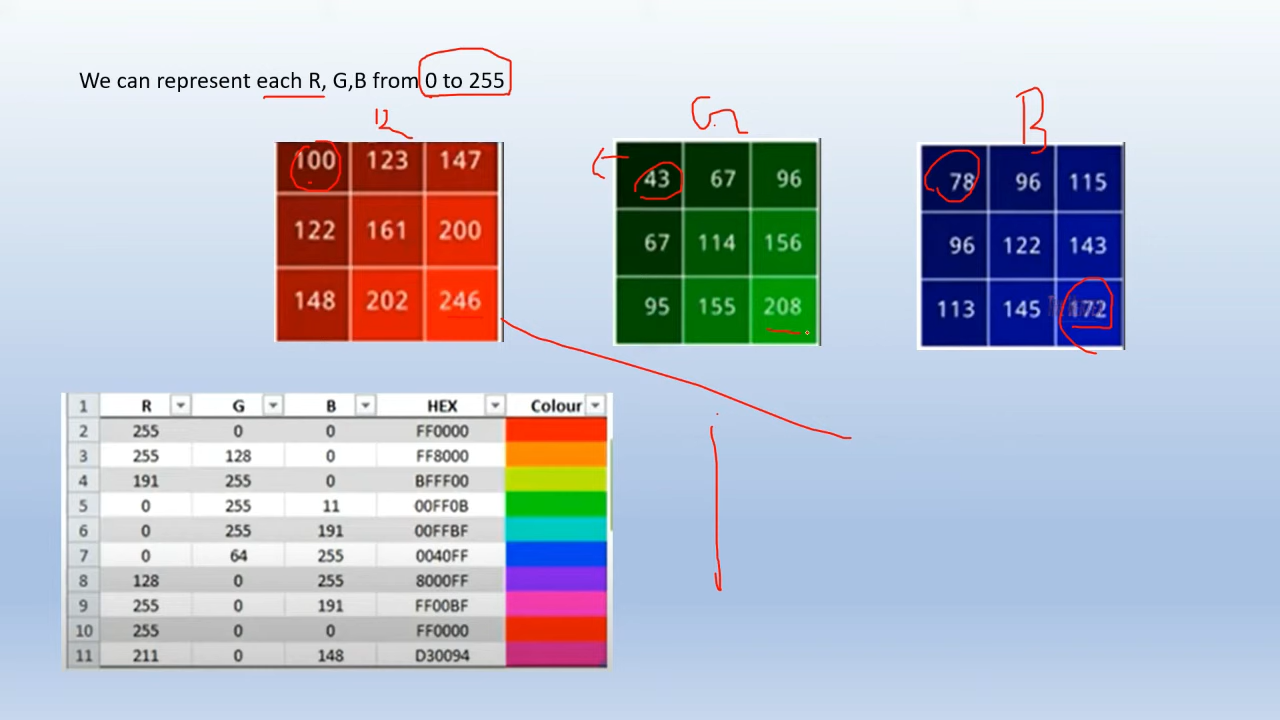 We can represent each R, G,B from 0 to 255
R
G
B
100 123 147
122 161 200
148 202 246
43 67 96
67 114 156
95 155 208
78 96 115
96 122 143
113 145 172
1 R G B HEX Colour
2 255 0 0 FF0000
3 255 128 0 FF8000
4 191 255 0 BFFF00
5 0 255 11 00FF0B
6 0 255 191 00FFBF
7 0 64 255 0040FF
8 128 0 255 8000FF
9 255 0 191 FF00BF
10 255 0 0 FF0000
11 211 0 148 D30094